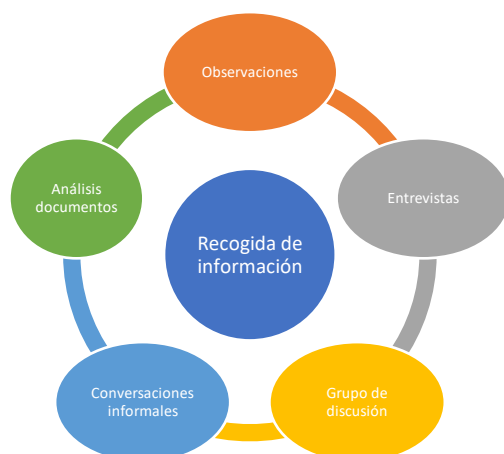 Observaciones
Entrevistas
Grupo de
discusión
Conversaciones
informales
Análisis
documentos
Recogida de
información